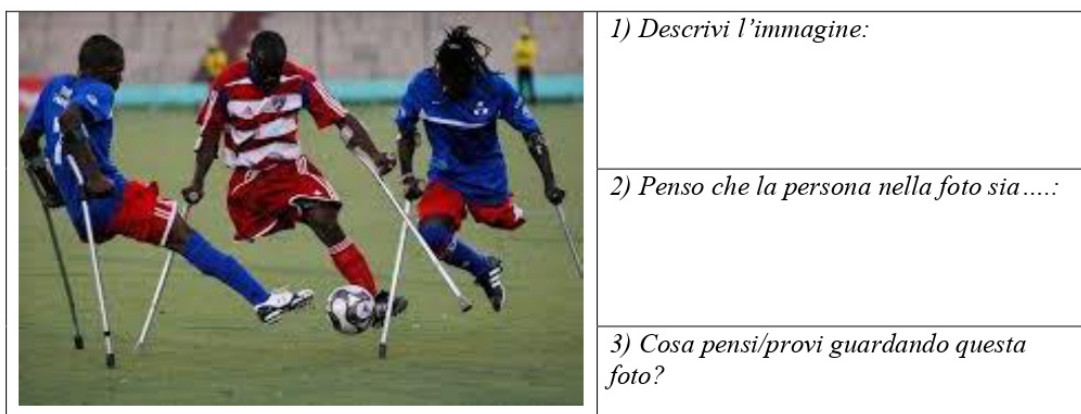 1) Descrivi l’immagine:
2) Penso che la persona nella foto sia….:
3) Cosa pensi/provi guardando questa
foto?